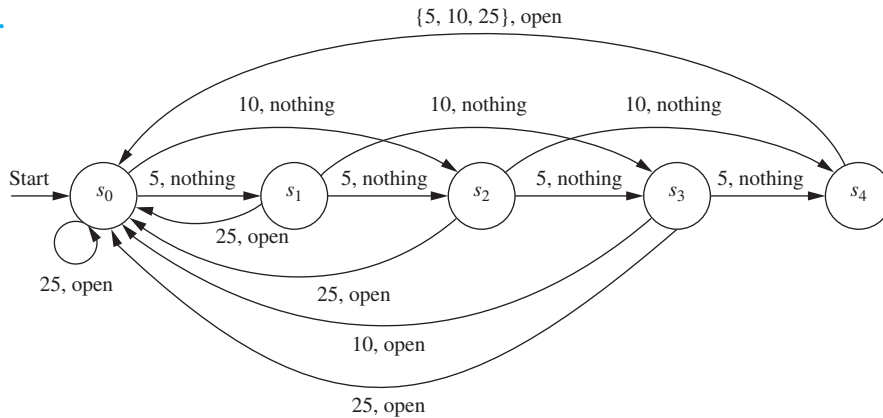 {5, 10, 25}, open
10, nothing
10, nothing
10, nothing
Start
s0
5, nothing
s1
5, nothing
s2
5, nothing
s3
5, nothing
s4
25, open
25, open
25, open
10, open
25, open